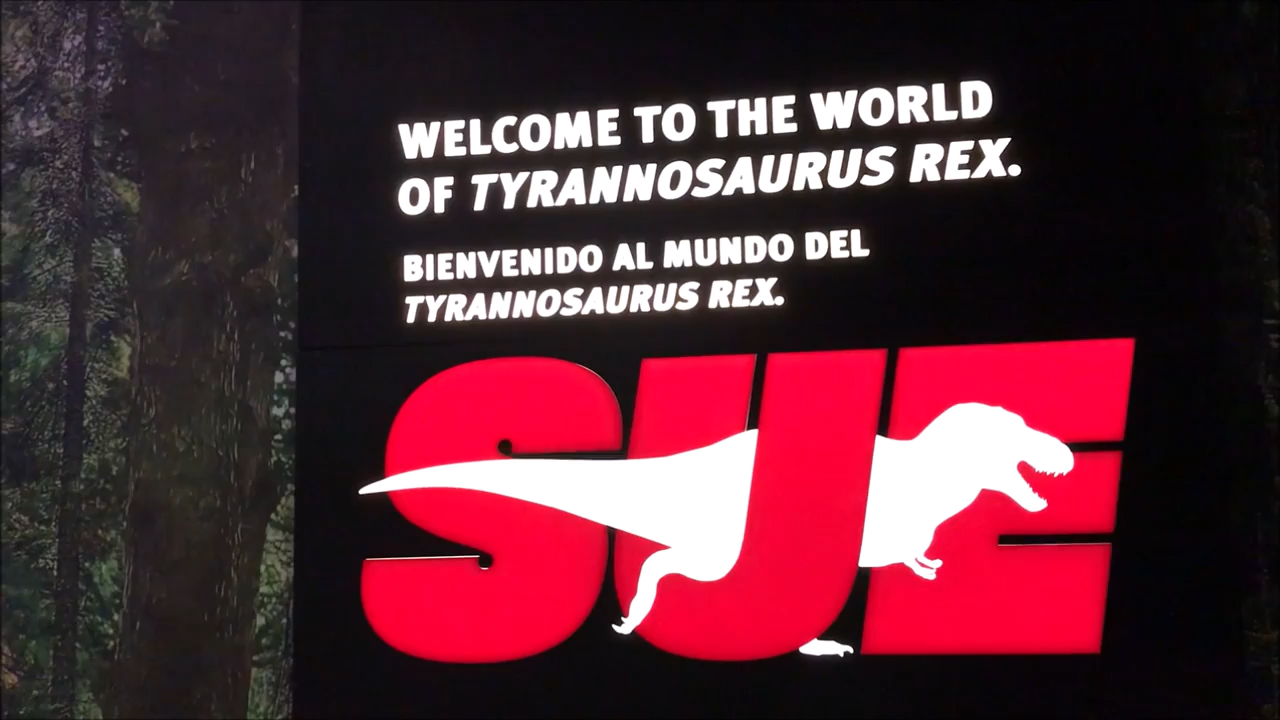 WELCOME TO THE WORLD
OF TYRANNOSAURUS REX.
BIENVENIDO AL MUNDO DEL
TYRANNOSAURUS REX.
SUE